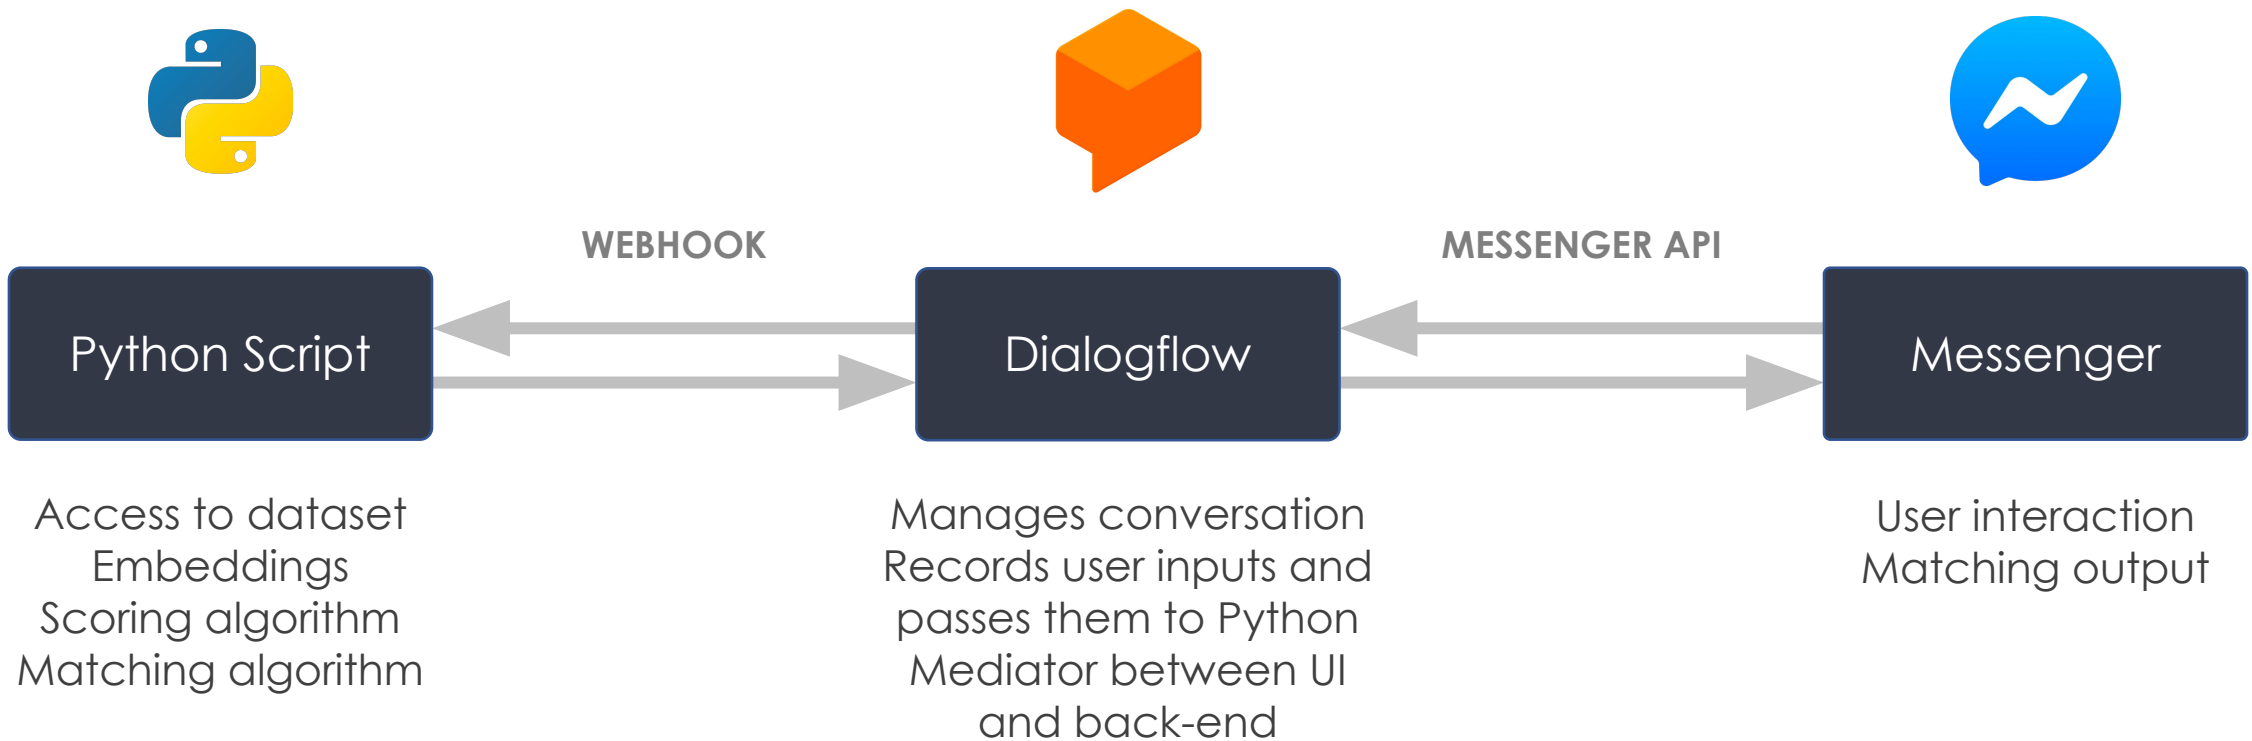 WEBHOOK
MESSENGER API
Python Script
Dialogflow
Messenger
Access to dataset
Embeddings
Scoring algorithm
Matching algorithm
Manages conversation
Records user inputs and
passes them to Python
Mediator between UI
and back-end
User interaction
Matching output